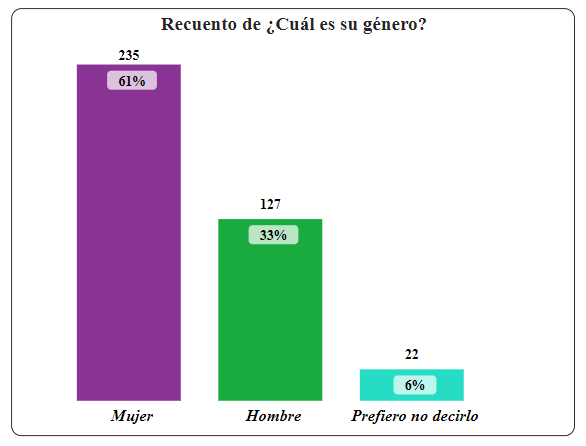 Recuento de ¿Cuál es su género?
235
61%
127
33%
22
6%
Mujer
Hombre
Prefiero no decirlo